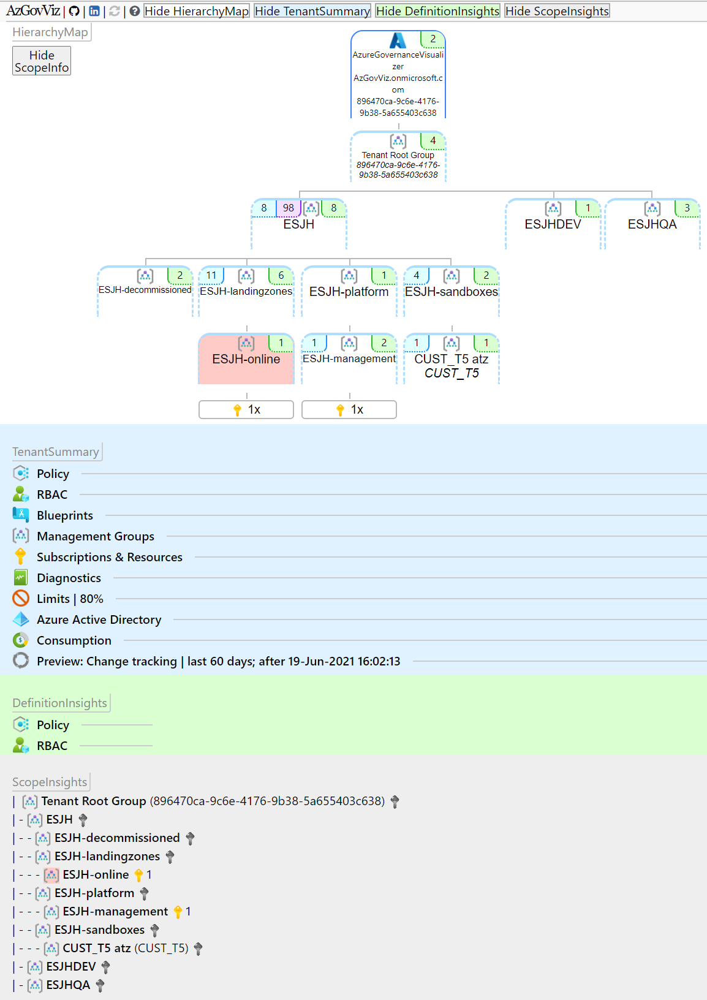 AzGovViz | | | | Hide HierarchyMap Hide TenantSummary Hide DefinitionInsights Hide ScopeInsights
HierarchyMap
Hide
ScopeInfo
2
AzureGovernanceVisuali
zer
AzGovViz.onmicrosoft.c
om
896470ca-9c6e-4176-
9b38-5a655403c638
4
Tenant Root Group
896470ca-9c6e-4176-
9b38-5a655403c638
8 98 8
ESJH
1
ESJHDEV
3
ESJHQA
2
ESJH-decommissioned
11 6
ESJH-landingzones
1
ESJH-platform
4 2
ESJH-sandboxes
1
ESJH-online
1 2
ESJH-management
1 1
CUST_T5 atz
CUST_T5
1x
1x
TenantSummary
Policy
RBAC
Blueprints
Management Groups
Subscriptions & Resources
Diagnostics
Limits | 80%
Azure Active Directory
Consumption
Preview: Change tracking | last 60 days; after 19-Jun-2021 16:02:13
DefinitionInsights
Policy
RBAC
ScopeInsights
| Tenant Root Group (896470ca-9c6e-4176-9b38-5a655403c638)
| - ESJH
| - - ESJH-decommissioned
| - - ESJH-landingzones
| - - - ESJH-online 1
| - - ESJH-platform
| - - - ESJH-management 1
| - - ESJH-sandboxes
| - - - CUST_T5 atz (CUST_T5)
| - ESJHDEV
| - ESJHQA